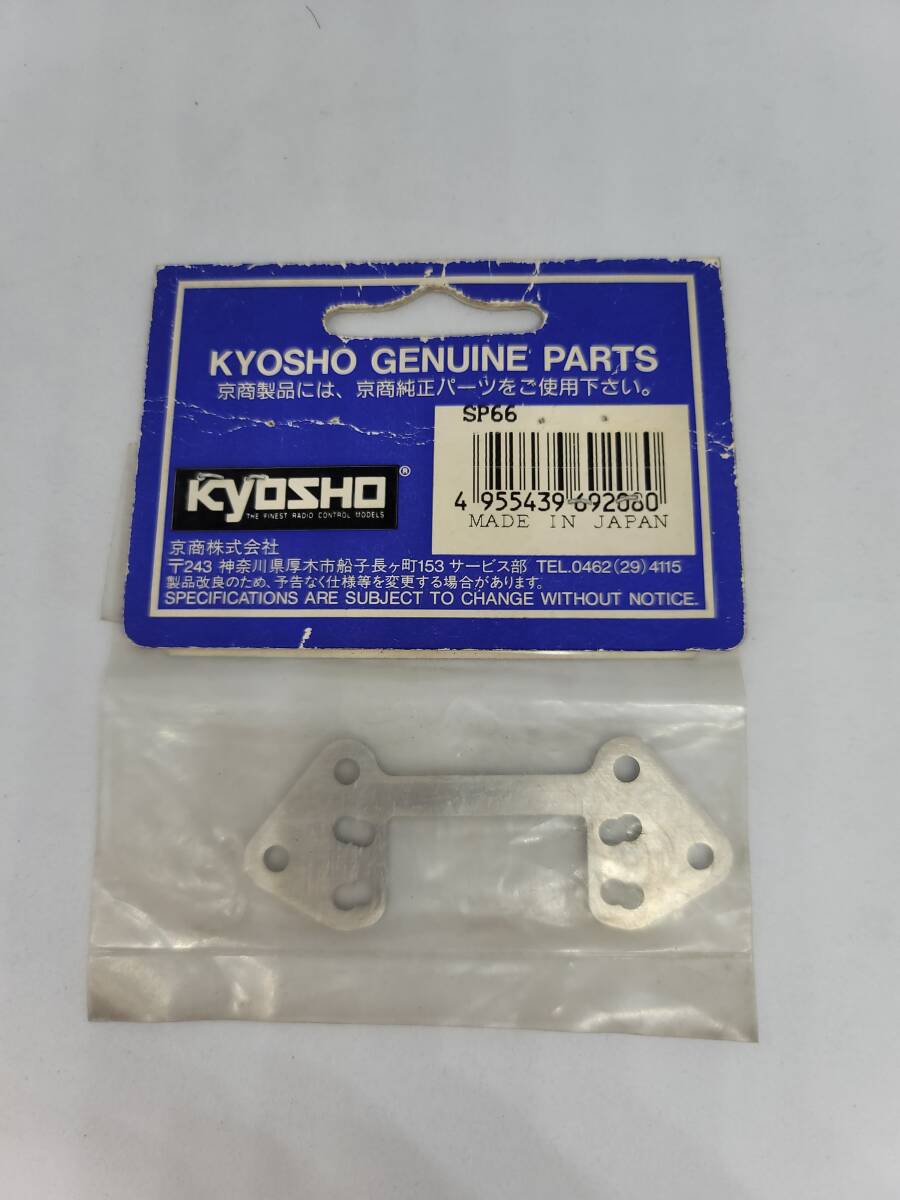 KYOSHO GENUINE PARTS
京商製品には、京商純正パーツをご使用下さい。
SP66
4 955439 692080
MADE IN JAPAN
KYOSHO ®
THE FINEST RADIO CONTROL MODELS
京商株式会社
〒243 神奈川県厚木市船子長ヶ町153 サービス部 TEL.0462(29)4115
製品改良のため、予告なく仕様等を変更する場合があります。
SPECIFICATIONS ARE SUBJECT TO CHANGE WITHOUT NOTICE.